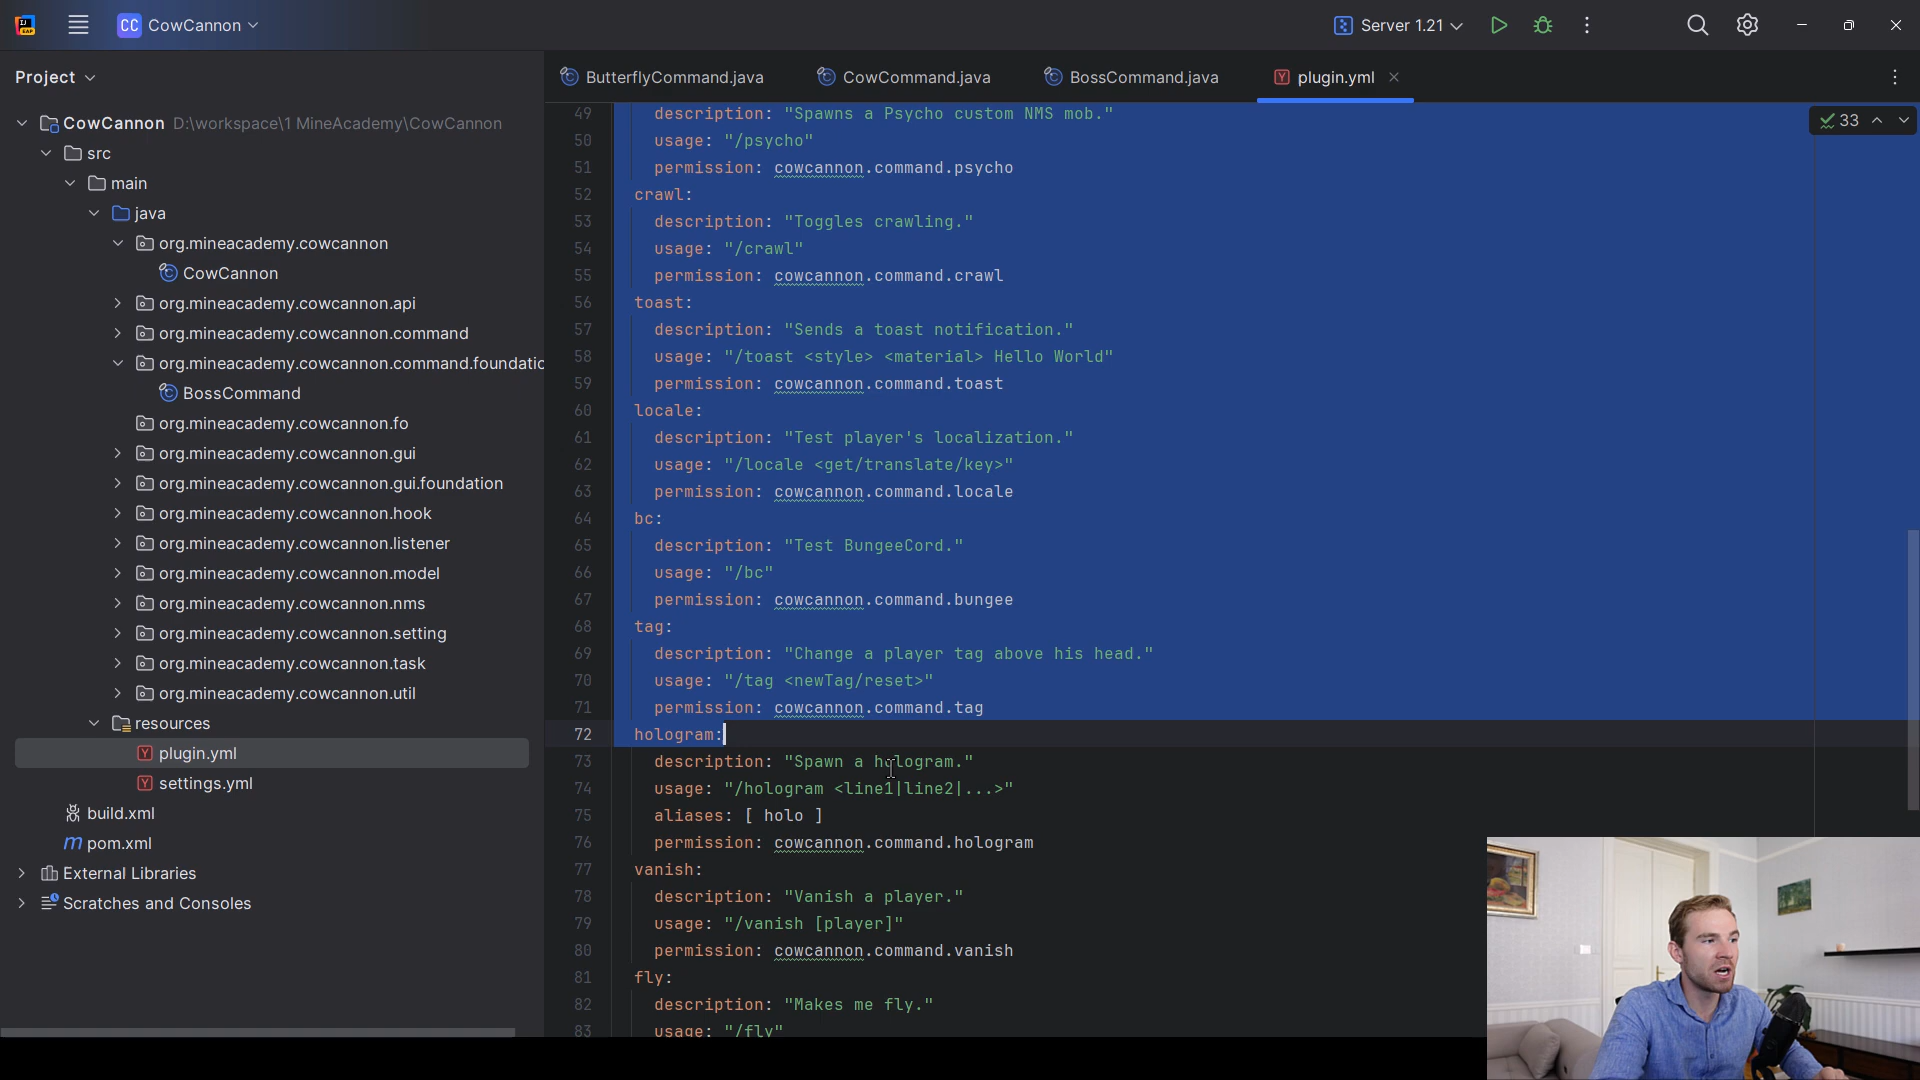 CC CowCannon
Server 1.21
Project
ButterflyCommand.java
CowCommand.java
BossCommand.java
plugin.yml
CowCannon D:\workspace\1 MineAcademy\CowCannon
src
main
java
org.mineacademy.cowcannon
CowCannon
org.mineacademy.cowcannon.api
org.mineacademy.cowcannon.command
org.mineacademy.cowcannon.command.foundatic
BossCommand
org.mineacademy.cowcannon.fo
org.mineacademy.cowcannon.gui
org.mineacademy.cowcannon.gui.foundation
org.mineacademy.cowcannon.hook
org.mineacademy.cowcannon.listener
org.mineacademy.cowcannon.model
org.mineacademy.cowcannon.nms
org.mineacademy.cowcannon.setting
org.mineacademy.cowcannon.task
org.mineacademy.cowcannon.util
resources
plugin.yml
settings.yml
build.xml
m pom.xml
External Libraries
Scratches and Consoles
33
49 description: "Spawns a Psycho custom NMS mob."
50 usage: "/psycho"
51 permission: cowcannon.command.psycho
52 crawl:
53 description: "Toggles crawling."
54 usage: "/crawl"
55 permission: cowcannon.command.crawl
56 toast:
57 description: "Sends a toast notification."
58 usage: "/toast <style> <material> Hello World"
59 permission: cowcannon.command.toast
60 locale:
61 description: "Test player's localization."
62 usage: "/locale <get/translate/key>"
63 permission: cowcannon.command.locale
64 bc:
65 description: "Test BungeeCord."
66 usage: "/bc"
67 permission: cowcannon.command.bungee
68 tag:
69 description: "Change a player tag above his head."
70 usage: "/tag <newTag/reset>"
71 permission: cowcannon.command.tag
72 hologram:
73 description: "Spawn a hologram."
74 usage: "/hologram <line1|line2|...>"
75 aliases: [ holo ]
76 permission: cowcannon.command.hologram
77 vanish:
78 description: "Vanish a player."
79 usage: "/vanish [player]"
80 permission: cowcannon.command.vanish
81 fly:
82 description: "Makes me fly."
83 usage: "/fly"